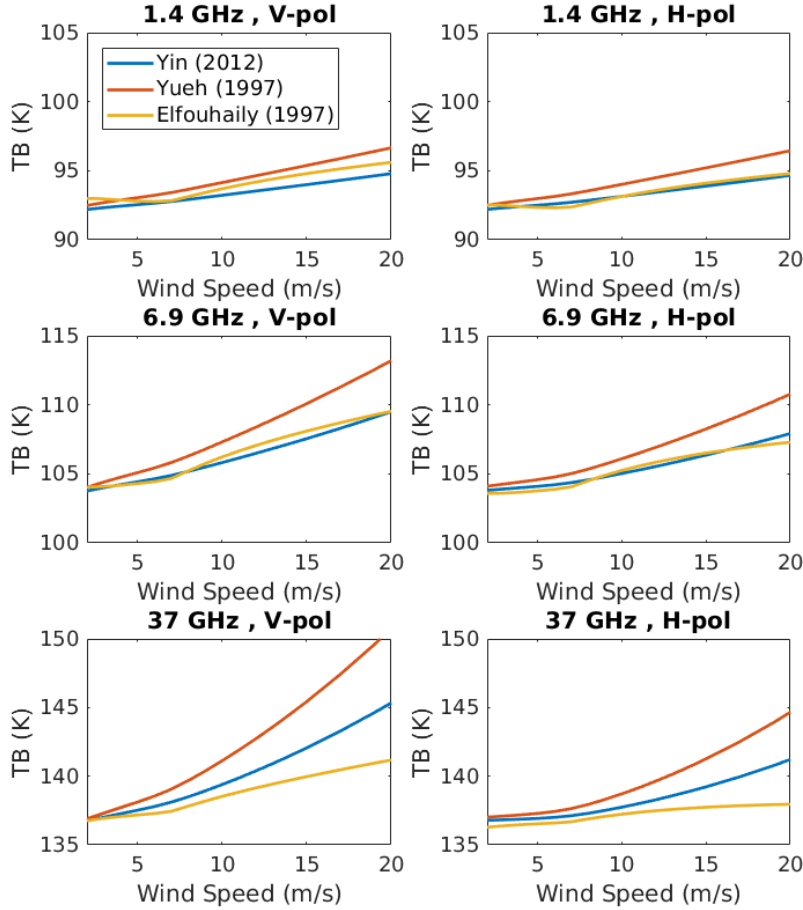 1.4 GHz , V-pol
105
100
95
90
TB (K)
Yin (2012)
Yueh (1997)
Elfouhaily (1997)
5 10 15 20
Wind Speed (m/s)
1.4 GHz , H-pol
105
100
95
90
TB (K)
5 10 15 20
Wind Speed (m/s)
6.9 GHz , V-pol
115
110
105
100
TB (K)
5 10 15 20
Wind Speed (m/s)
6.9 GHz , H-pol
115
110
105
100
TB (K)
5 10 15 20
Wind Speed (m/s)
37 GHz , V-pol
150
145
140
135
TB (K)
5 10 15 20
Wind Speed (m/s)
37 GHz , H-pol
150
145
140
135
TB (K)
5 10 15 20
Wind Speed (m/s)